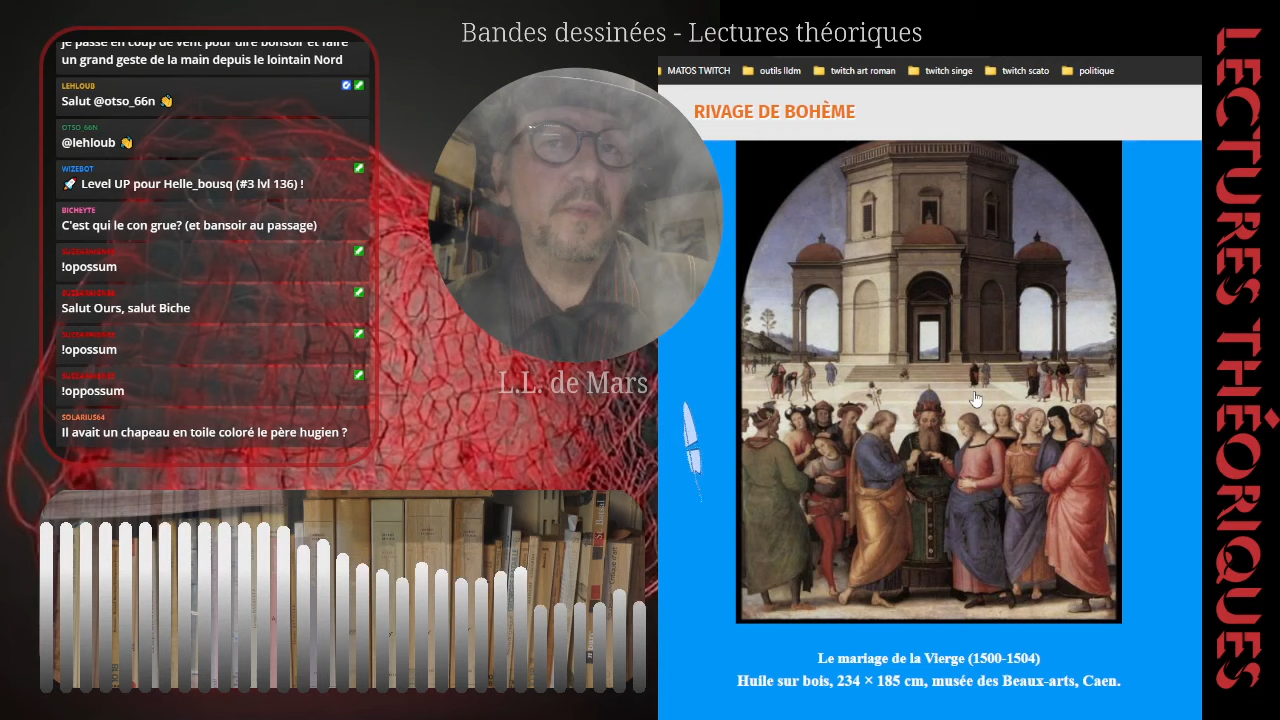 Bandes dessinées - Lectures théoriques
je passe en coup de vent pour dire bonsoir et faire
un grand geste de la main depuis le lointain Nord
LEHLOUB
Salut @otso_66n 👋
OTSO_66N
@lehloub 👋
WIZEBOT
🚀 Level UP pour Helle_bousq (#3 lvl 136) !
BICHEYTE
C'est qui le con grue? (et bansoir au passage)
!opossum
Salut Ours, salut Biche
!opossum
!oppossum
SOLARIUS64
Il avait un chapeau en toile coloré le père hugien ?
L.L. de Mars
MATOS TWITCH
outils lldm
twitch art roman
twitch singe
twitch scato
politique
RIVAGE DE BOHÈME
Le mariage de la Vierge (1500-1504)
Huile sur bois, 234 × 185 cm, musée des Beaux-arts, Caen.
LECTURES THÉORIQUES